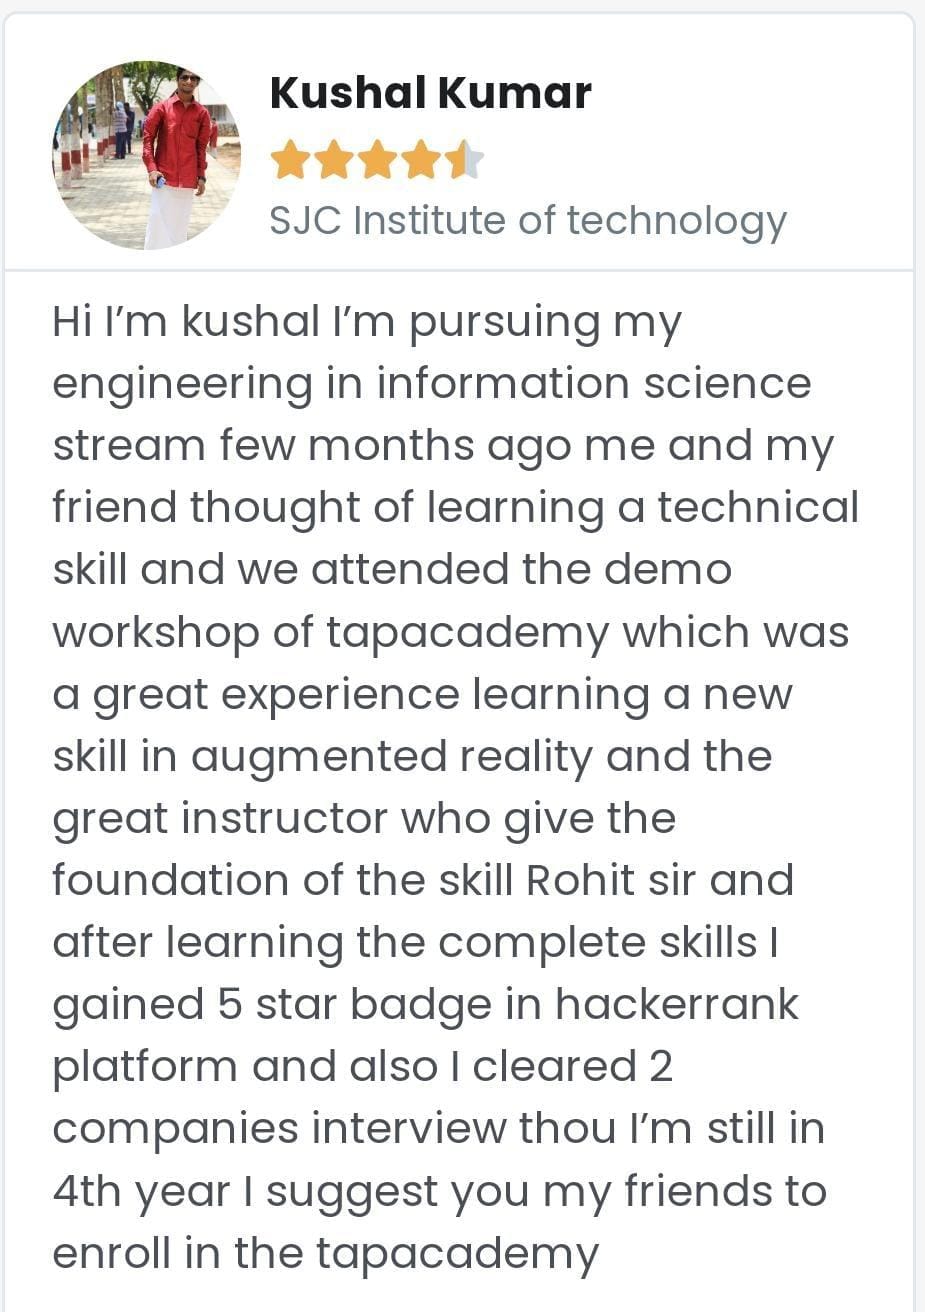 Kushal Kumar
SJC Institute of technology
Hi I’m kushal I’m pursuing my
engineering in information science
stream few months ago me and my
friend thought of learning a technical
skill and we attended the demo
workshop of tapacademy which was
a great experience learning a new
skill in augmented reality and the
great instructor who give the
foundation of the skill Rohit sir and
after learning the complete skills I
gained 5 star badge in hackerrank
platform and also I cleared 2
companies interview thou I’m still in
4th year I suggest you my friends to
enroll in the tapacademy